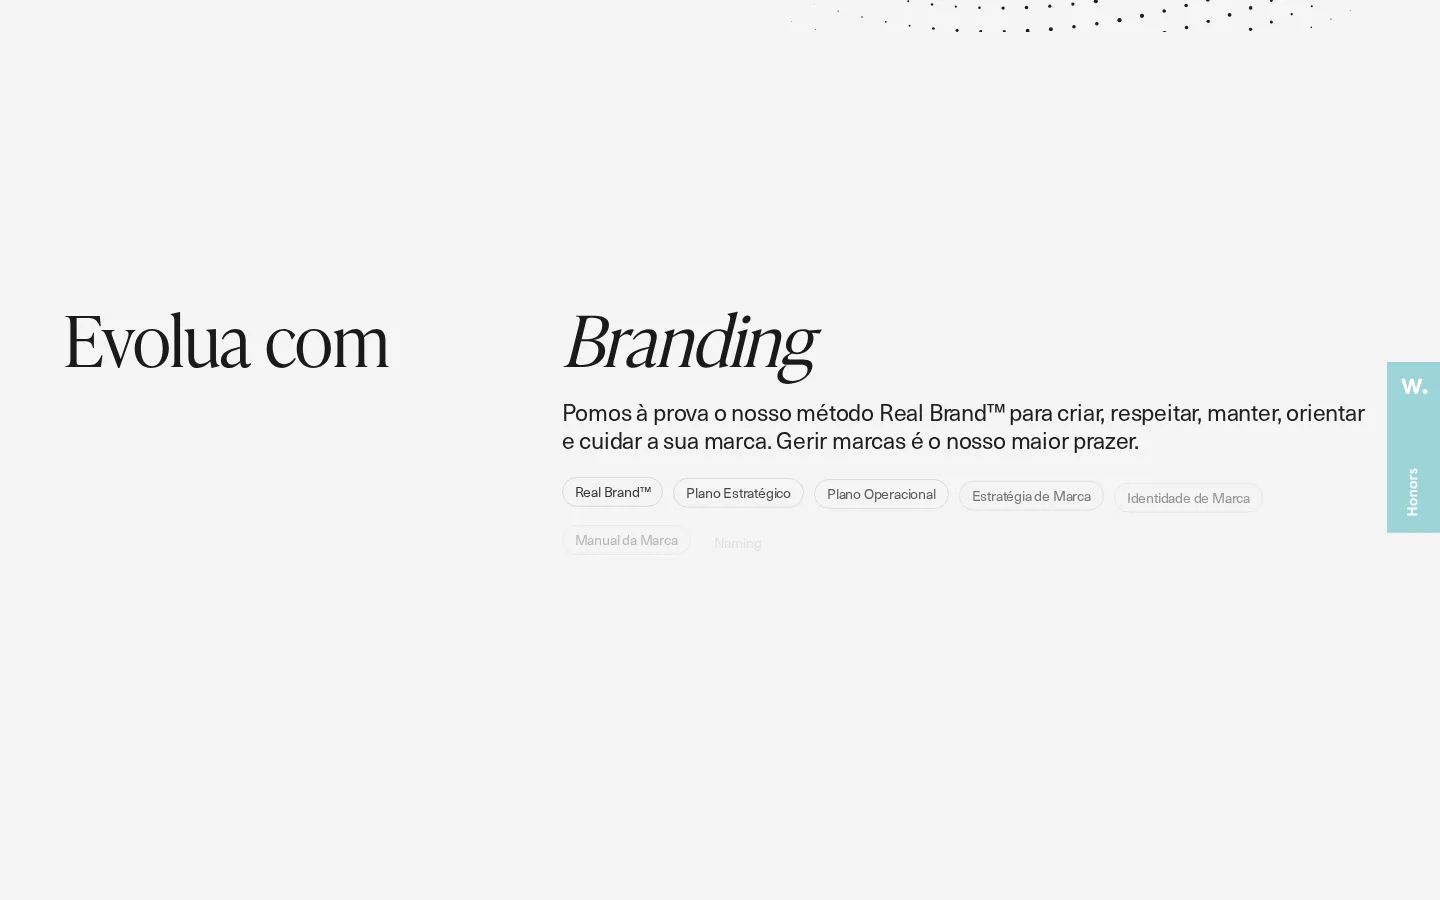 Evolua com
Branding
Pomos à prova o nosso método Real Brand™ para criar, respeitar, manter, orientar
e cuidar a sua marca. Gerir marcas é o nosso maior prazer.
Real Brand™
Plano Estratégico
Plano Operacional
Estratégia de Marca
Identidade de Marca
Manual da Marca
Naming
W.
Honors